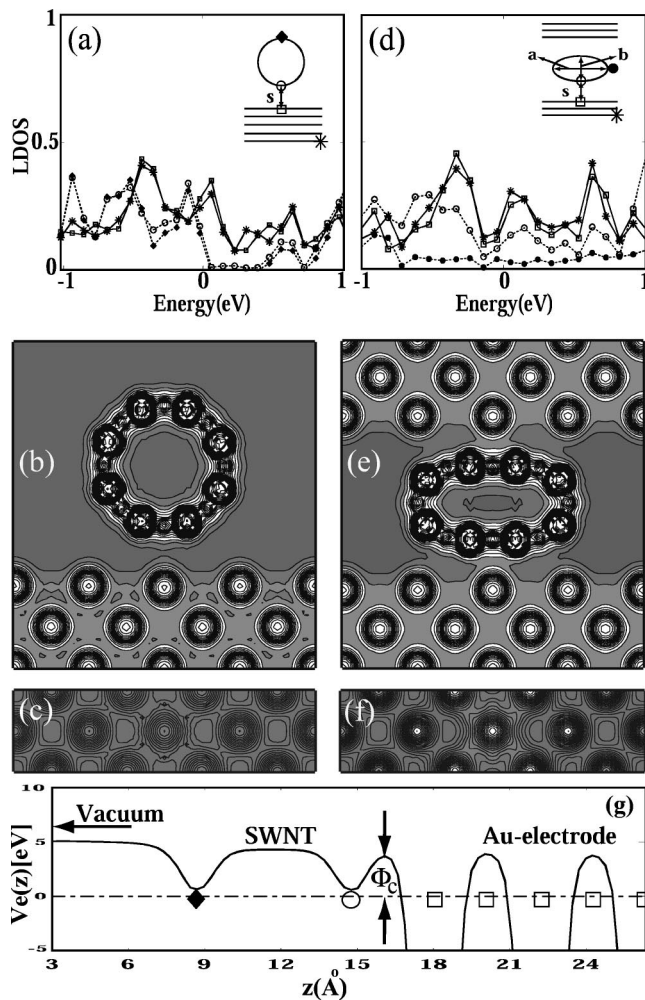 (a)
s
1
0.5
0
LDOS
-1 0 1
Energy(eV)
(d)
a b
s
-1 0 1
Energy(eV)
(b)
(e)
(c)
(f)
(g)
10
5
0
-5
Ve(z)[eV]
Vacuum
SWNT
Au-electrode
Φc
3 6 9 12 15 18 21 24
z(Å)